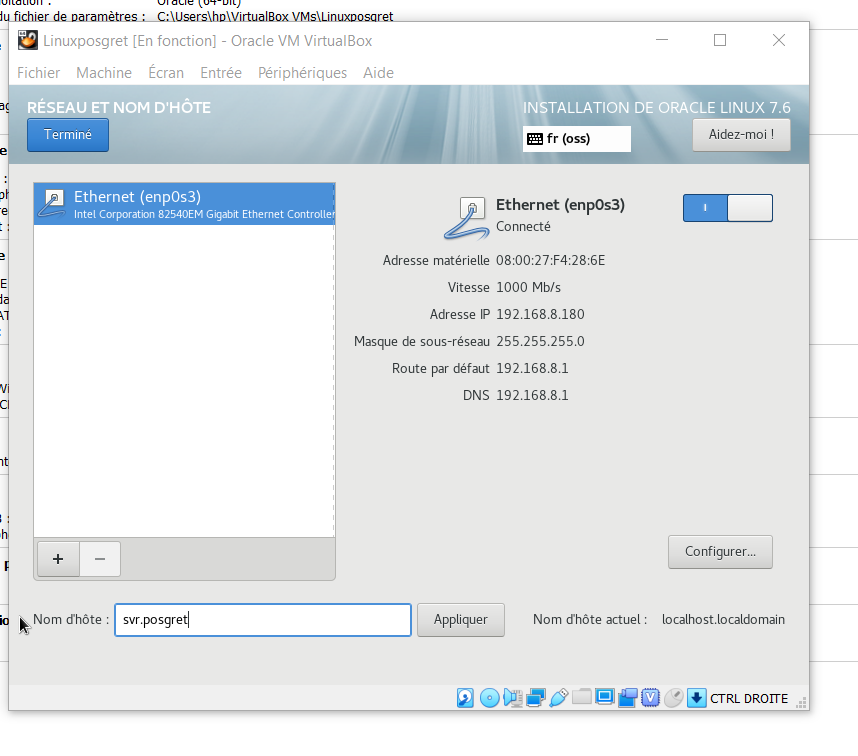 Oracle (64-bit)
du fichier de paramètres : C:\Users\hp\VirtualBox VMs\Linuxposgret
Linuxposgret [En fonction] - Oracle VM VirtualBox
Fichier Machine Écran Entrée Périphériques Aide
RÉSEAU ET NOM D'HÔTE
INSTALLATION DE ORACLE LINUX 7.6
Terminé
fr (oss)
Aidez-moi !
Ethernet (enp0s3)
Intel Corporation 82540EM Gigabit Ethernet Controller
Ethernet (enp0s3)
Connecté
Adresse matérielle 08:00:27:F4:28:6E
Vitesse 1000 Mb/s
Adresse IP 192.168.8.180
Masque de sous-réseau 255.255.255.0
Route par défaut 192.168.8.1
DNS 192.168.8.1
+ −
Configurer...
Nom d'hôte : svr.posgret
Appliquer
Nom d'hôte actuel : localhost.localdomain
CTRL DROITE